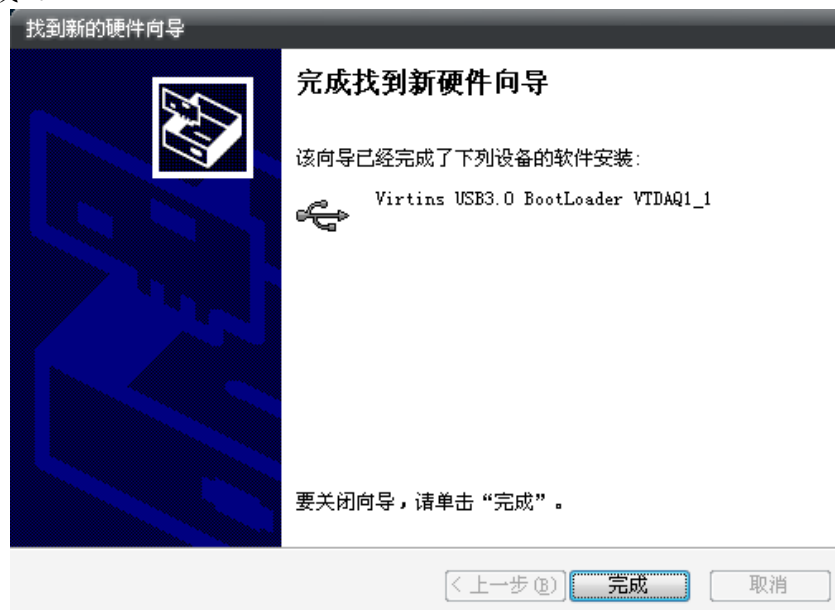 找到新的硬件向导
完成找到新硬件向导
该向导已经完成了下列设备的软件安装:
Virtins USB3.0 BootLoader VTDAQ1_1
要关闭向导，请单击“完成”。
< 上一步(B)
完成
取消